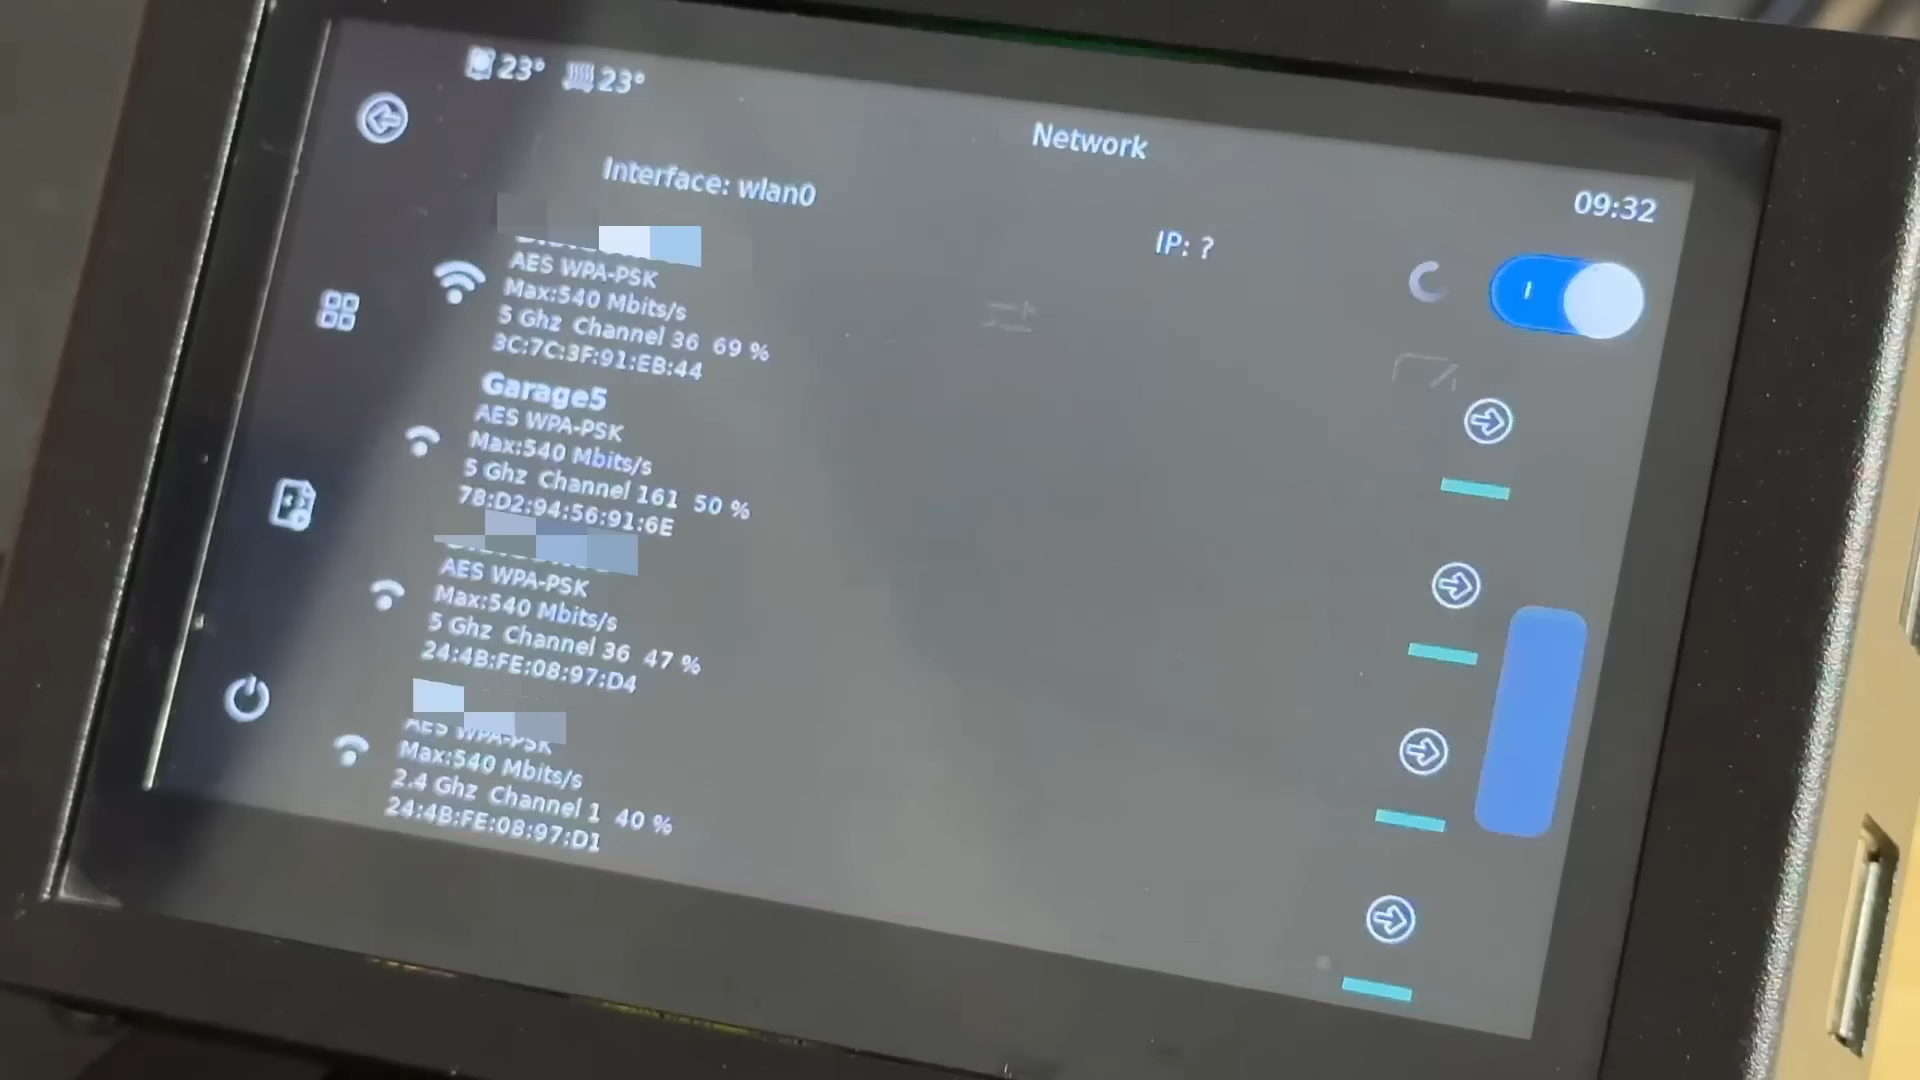 23° 23°
Network
09:32
Interface: wlan0
IP: ?
AES WPA-PSK
Max:540 Mbits/s
5 Ghz Channel 36 69 %
3C:7C:3F:91:EB:44
Garage5
AES WPA-PSK
Max:540 Mbits/s
5 Ghz Channel 161 50 %
78:D2:94:56:91:6E
AES WPA-PSK
Max:540 Mbits/s
5 Ghz Channel 36 47 %
24:4B:FE:08:97:D4
AES WPA-PSK
Max:540 Mbits/s
2.4 Ghz Channel 1 40 %
24:4B:FE:08:97:D1